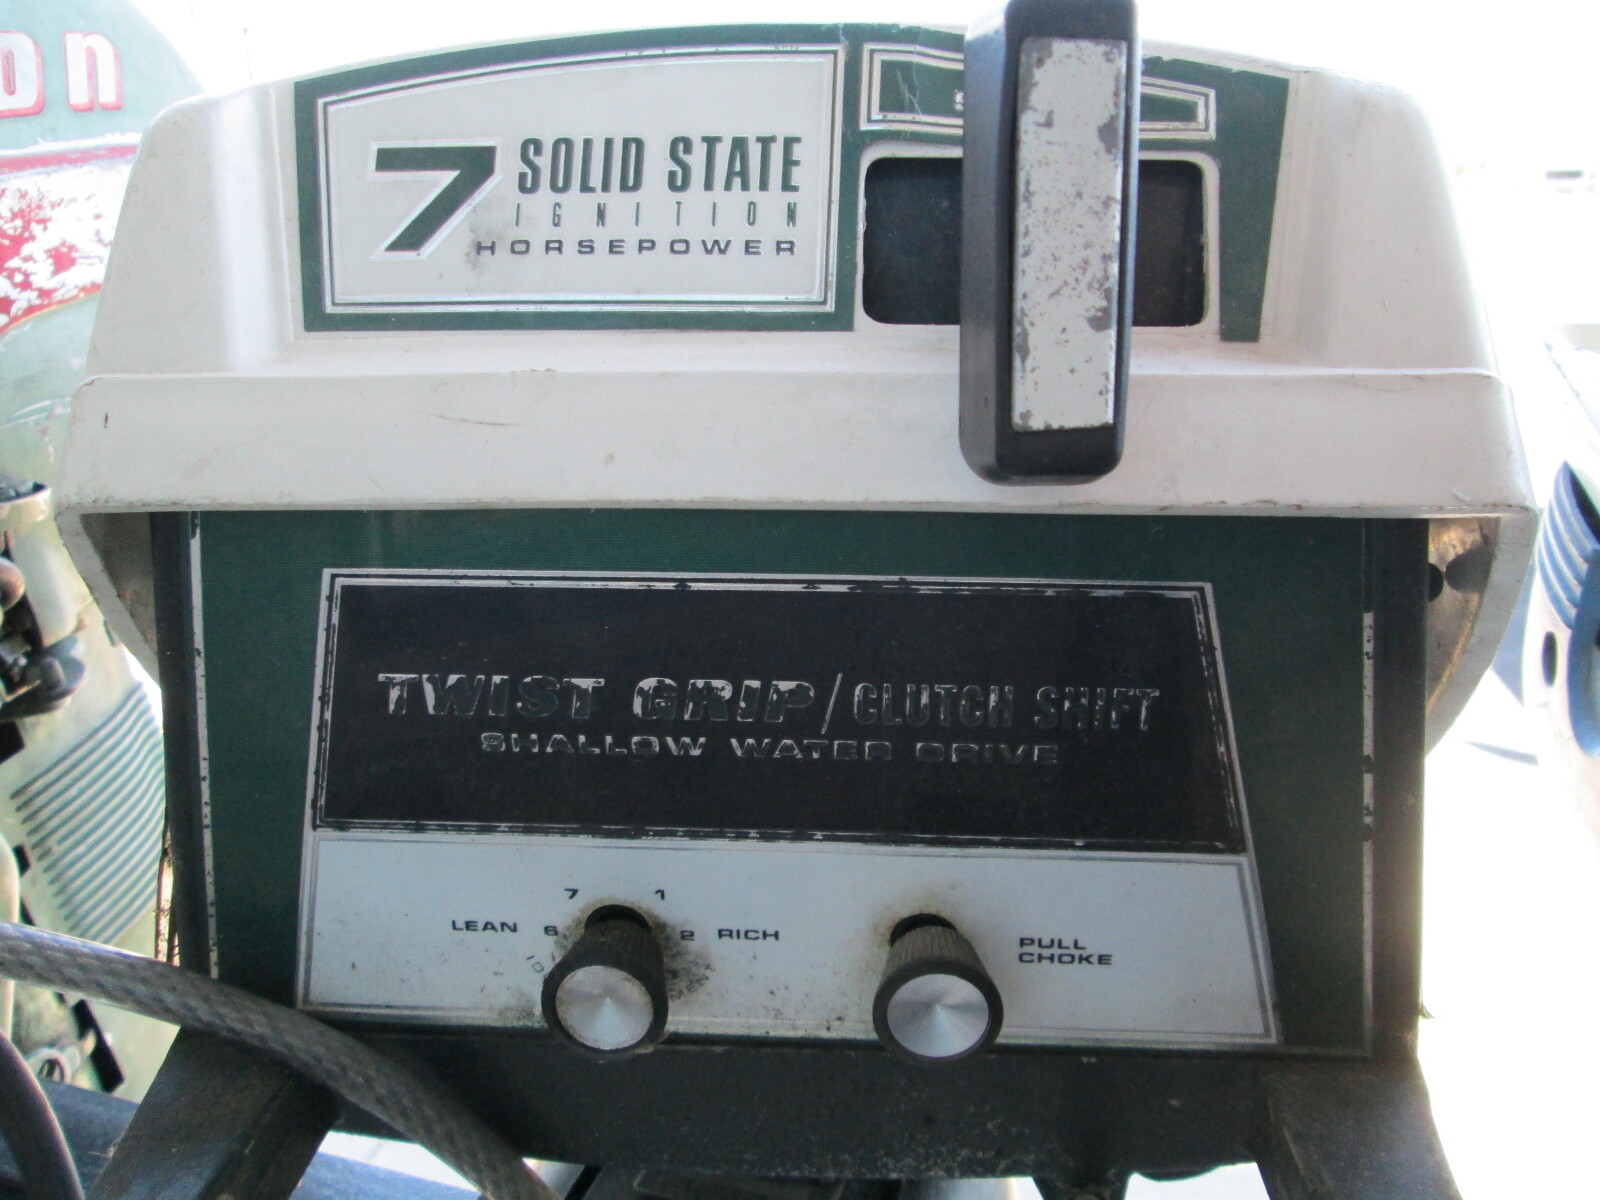 on
7 SOLID STATE
IGNITION
HORSEPOWER
TWIST GRIP/CLUTCH SHIFT
SHALLOW WATER DRIVE
7 1
LEAN 6 2 RICH
PULL
CHOKE